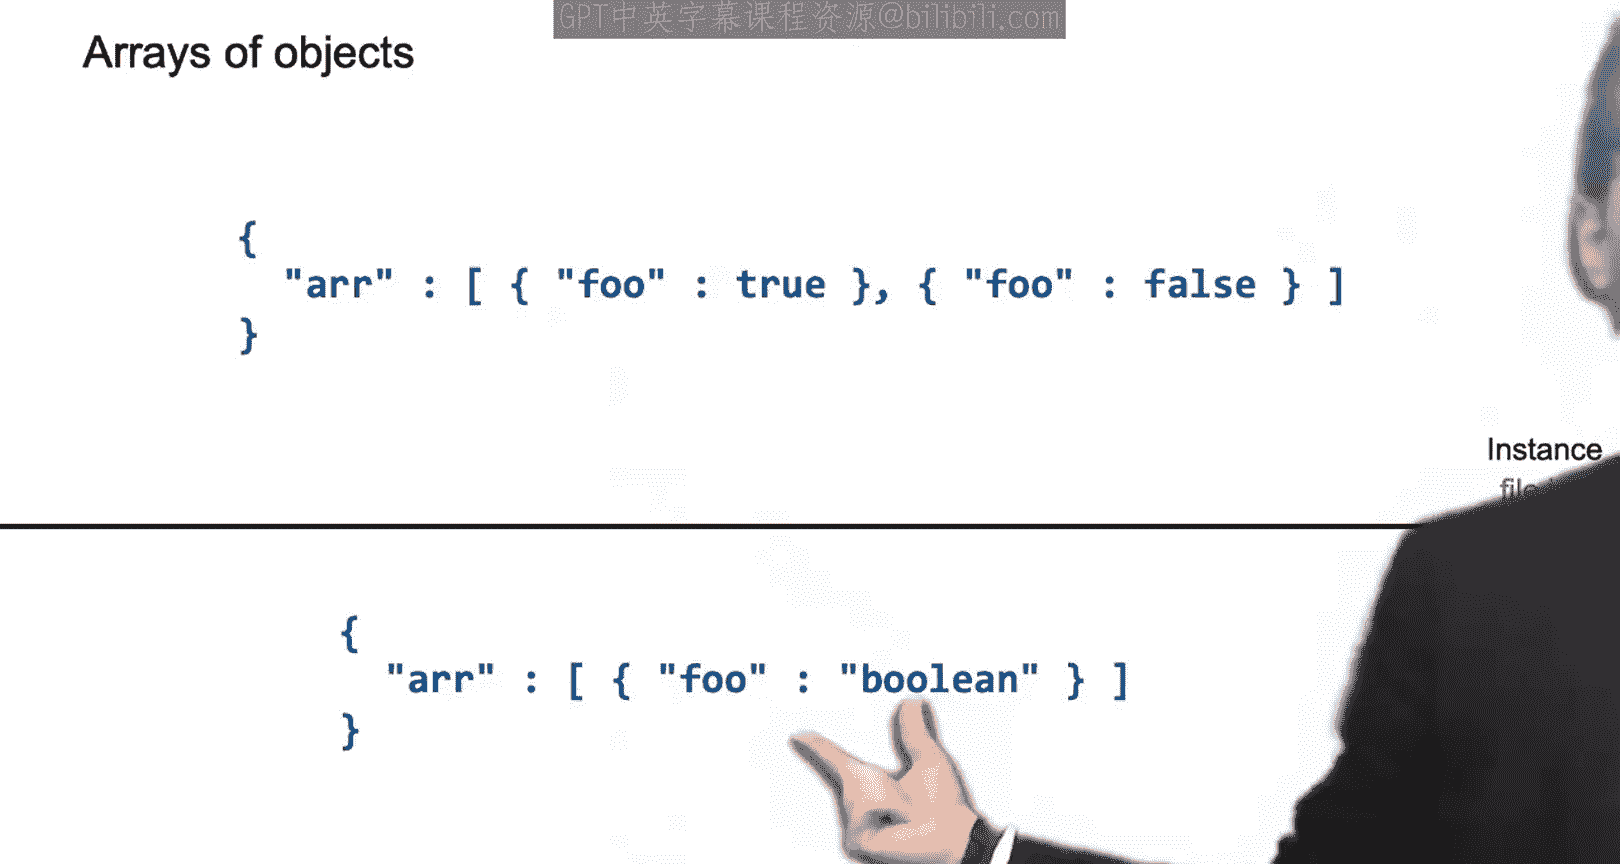 GPT中英字幕课程资源@bilibili.com
Arrays of objects
{
"arr" : [ { "foo" : true }, { "foo" : false } ]
}
Instance
{
"arr" : [ { "foo" : "boolean" } ]
}